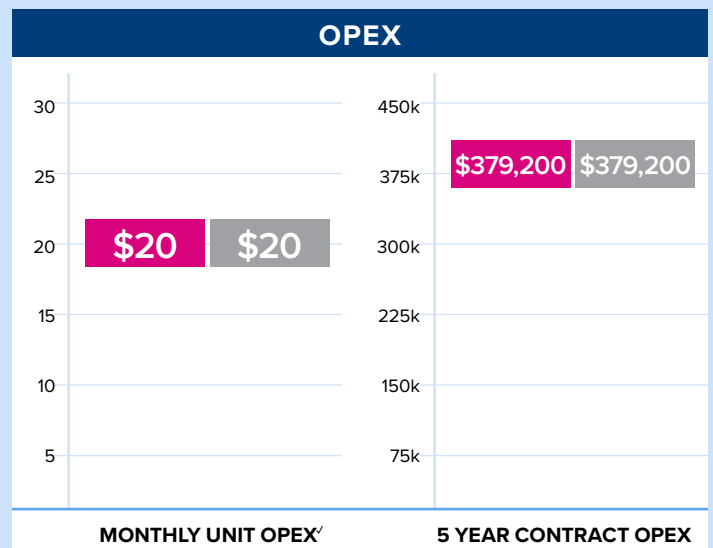 OPEX
30
25
20
15
10
5
$20 $20
MONTHLY UNIT OPEX✓
450k
375k
300k
225k
150k
75k
$379,200 $379,200
5 YEAR CONTRACT OPEX